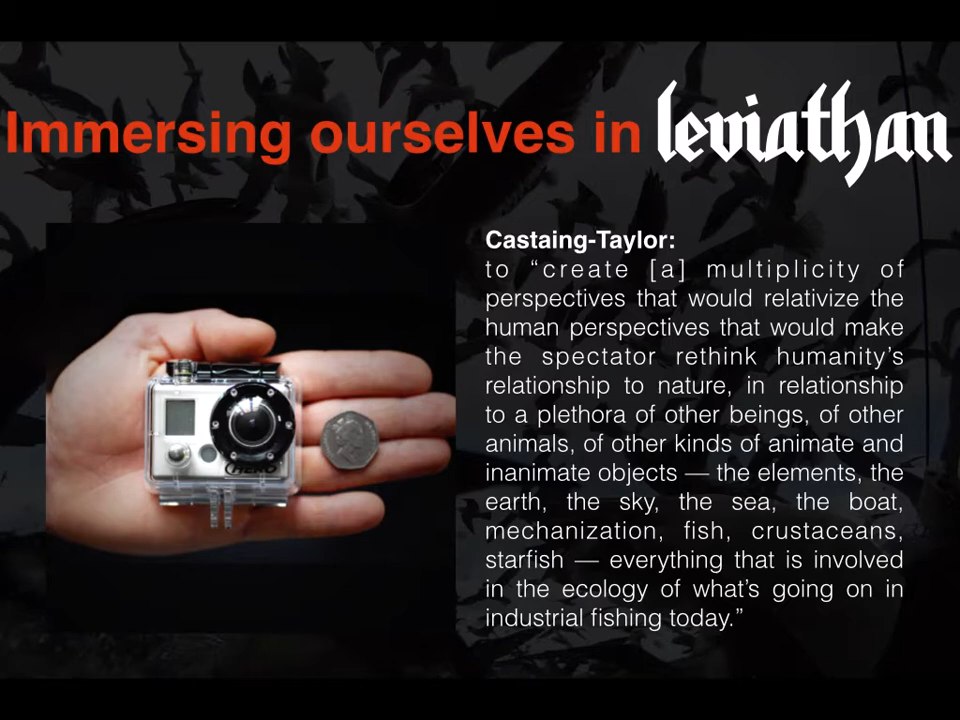 Immersing ourselves in leviathan
Castaing-Taylor:
to “create [a] multiplicity of
perspectives that would relativize the
human perspectives that would make
the spectator rethink humanity’s
relationship to nature, in relationship
to a plethora of other beings, of other
animals, of other kinds of animate and
inanimate objects — the elements, the
earth, the sky, the sea, the boat,
mechanization, fish, crustaceans,
starfish — everything that is involved
in the ecology of what’s going on in
industrial fishing today.”
HERO